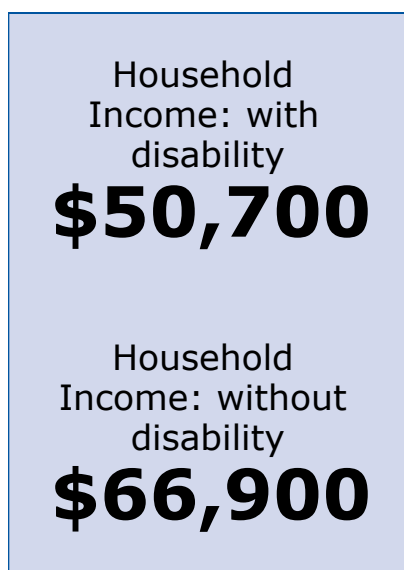 Household
Income: with
disability
$50,700
Household
Income: without
disability
$66,900